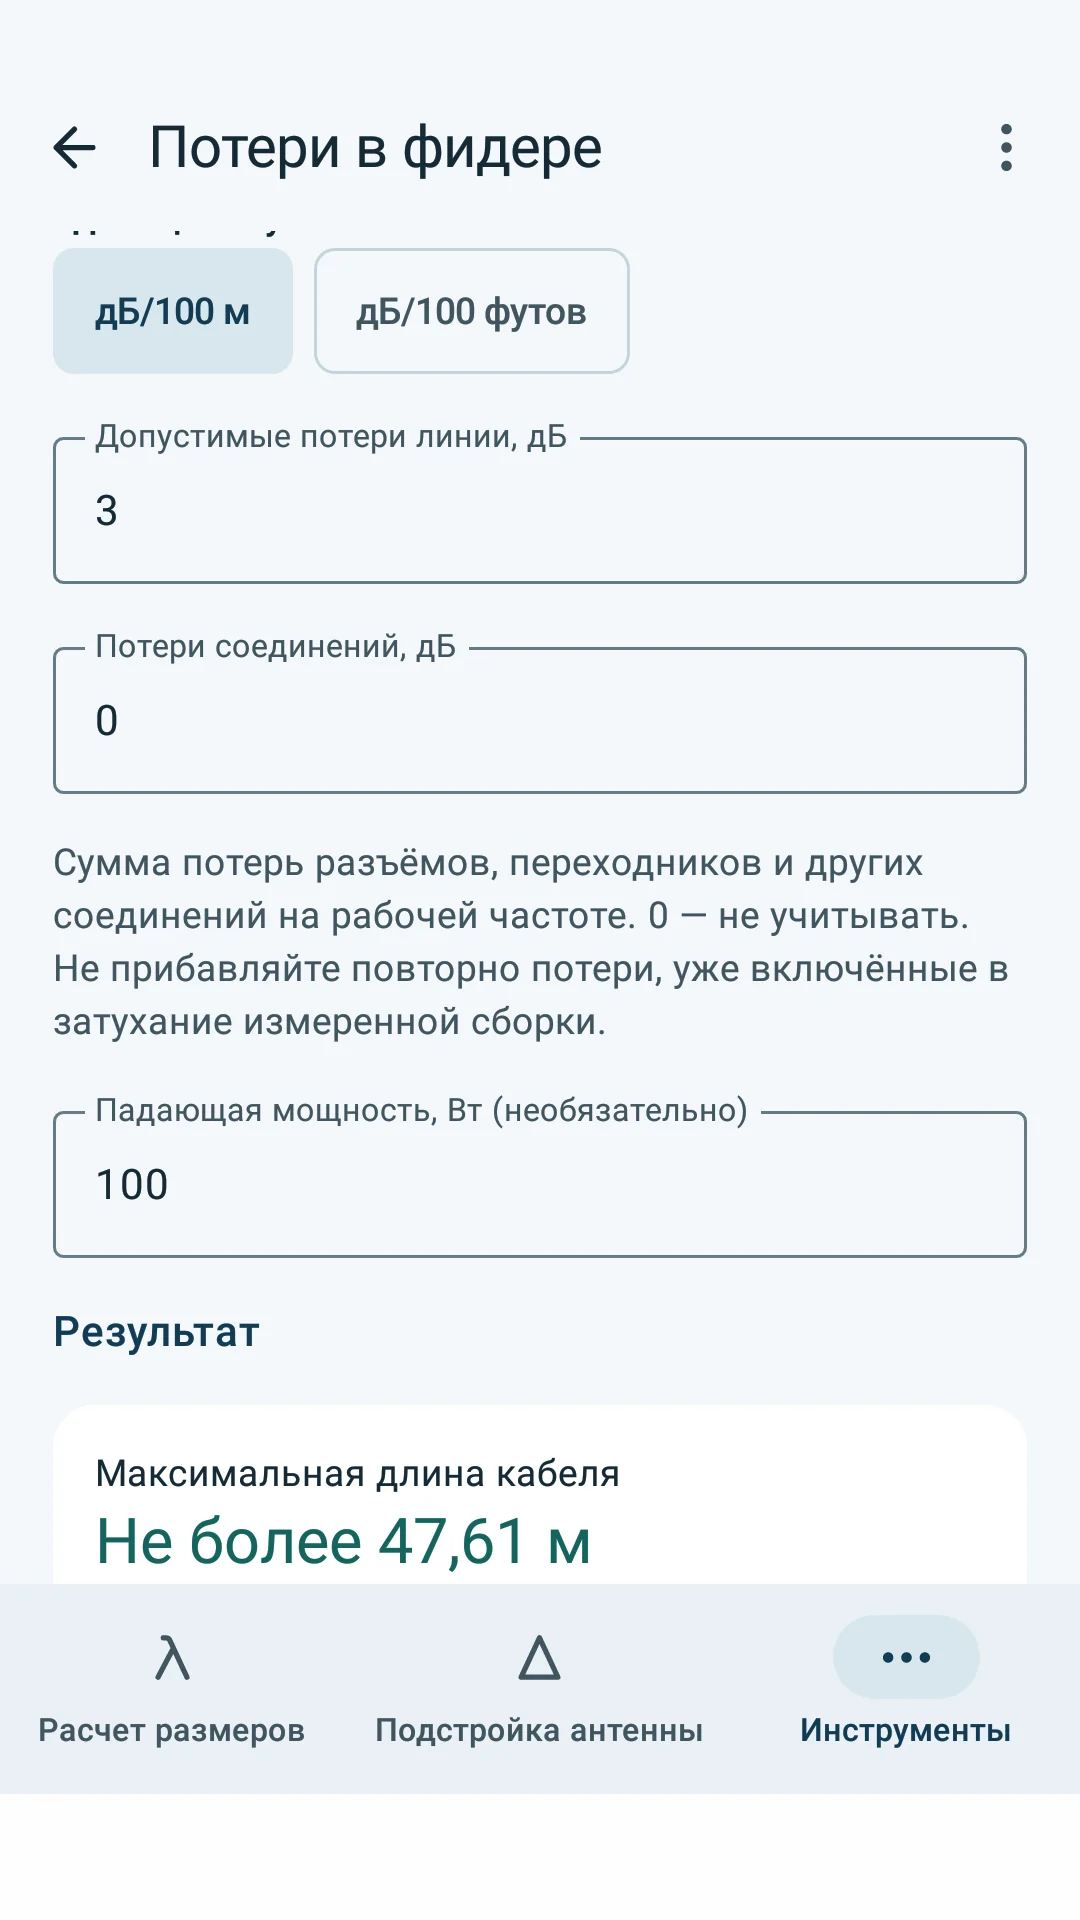 Потери в фидере
дБ/100 м
дБ/100 футов
Допустимые потери линии, дБ
3
Потери соединений, дБ
0
Сумма потерь разъёмов, переходников и других
соединений на рабочей частоте. 0 — не учитывать.
Не прибавляйте повторно потери, уже включённые в
затухание измеренной сборки.
Падающая мощность, Вт (необязательно)
100
Результат
Максимальная длина кабеля
Не более 47,61 м
Расчет размеров
Подстройка антенны
Инструменты